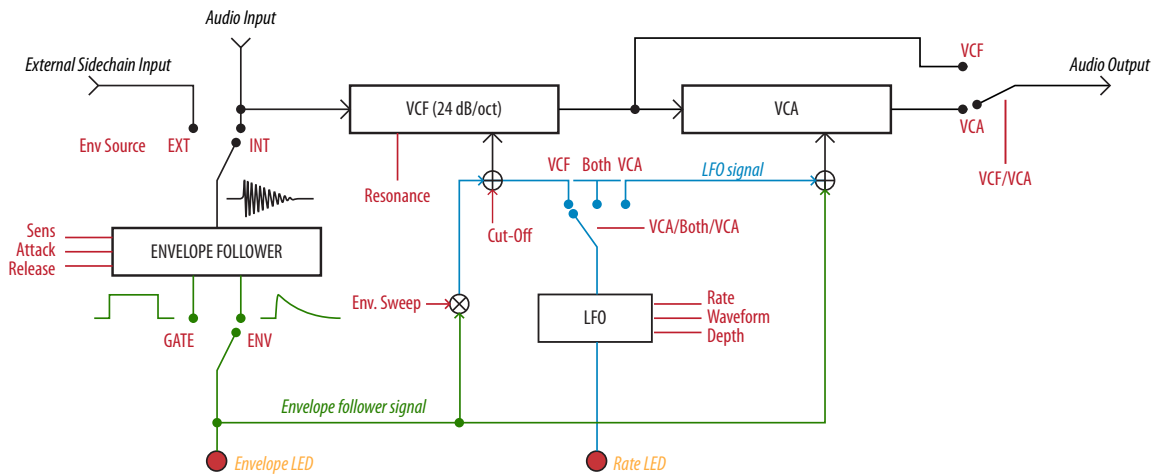 Audio Input
External Sidechain Input
VCF
Audio Output
VCF (24 dB/oct)
VCA
VCA
Env Source
EXT
INT
VCF
Both
VCA
LFO signal
VCF/VCA
Resonance
Sens
Attack
Release
ENVELOPE FOLLOWER
Cut-Off
VCA/Both/VCA
Env. Sweep
LFO
Rate
Waveform
Depth
GATE
ENV
Envelope follower signal
Envelope LED
Rate LED